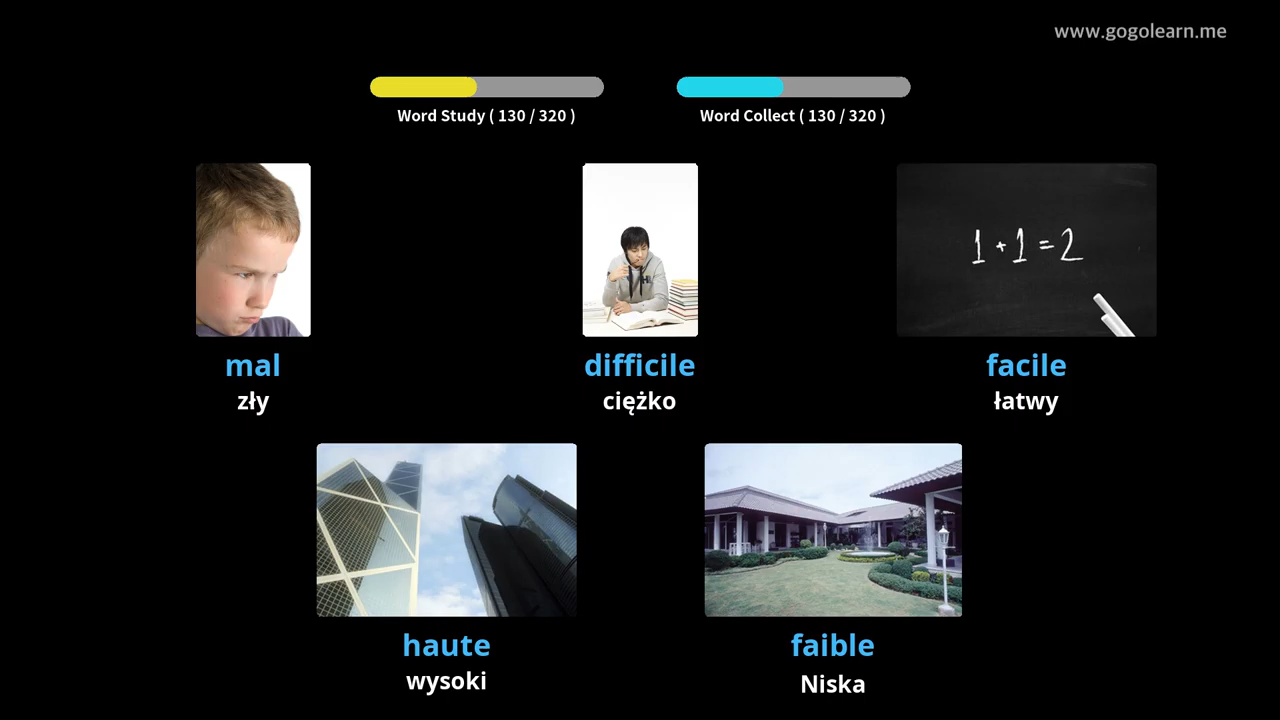 www.gogolearn.me
Word Study ( 130 / 320 )
Word Collect ( 130 / 320 )
1 + 1 = 2
mal
zły
difficile
ciężko
facile
łatwy
haute
wysoki
faible
Niska